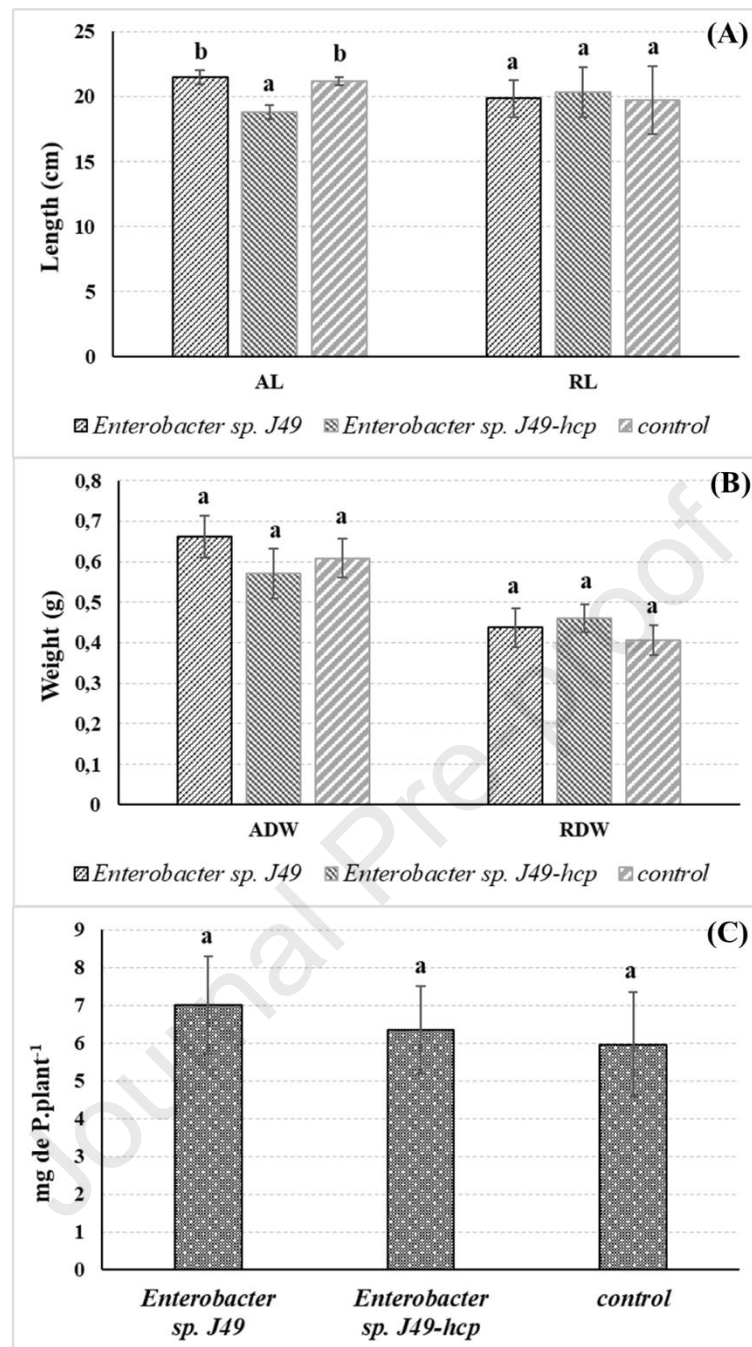 (A)
25
20
15
10
5
0
Length (cm)
b
a
b
a
a
a
AL
RL
Enterobacter sp. J49
Enterobacter sp. J49-hcp
control
(B)
0,8
0,7
0,6
0,5
0,4
0,3
0,2
0,1
0
Weight (g)
a
a
a
a
a
a
ADW
RDW
Enterobacter sp. J49
Enterobacter sp. J49-hcp
control
(C)
9
8
7
6
5
4
3
2
1
0
mg de P.plant⁻¹
a
a
a
Enterobacter
sp. J49
Enterobacter
sp. J49-hcp
control
Journal Pre-proof